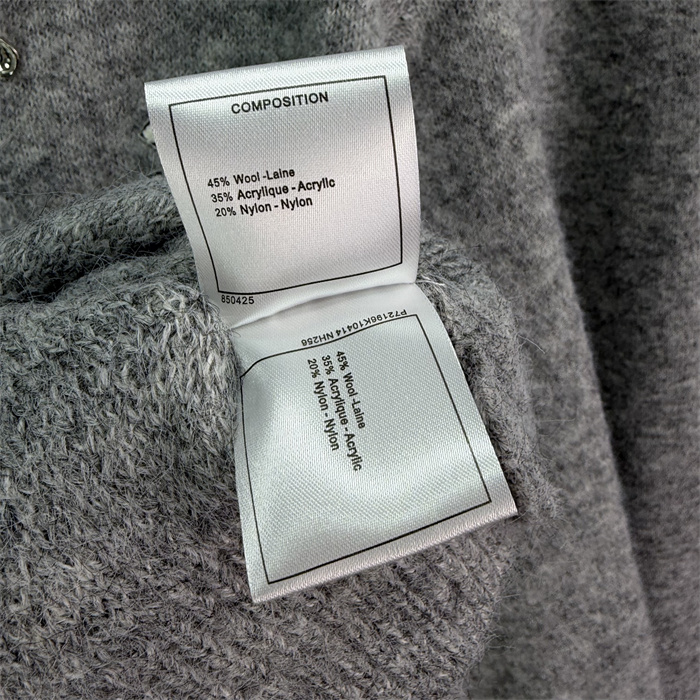 COMPOSITION
45% Wool -Laine
35% Acrylique - Acrylic
20% Nylon - Nylon
850425
P72196K10414 NH256
45% Wool -Laine
35% Acrylique - Acrylic
20% Nylon - Nylon